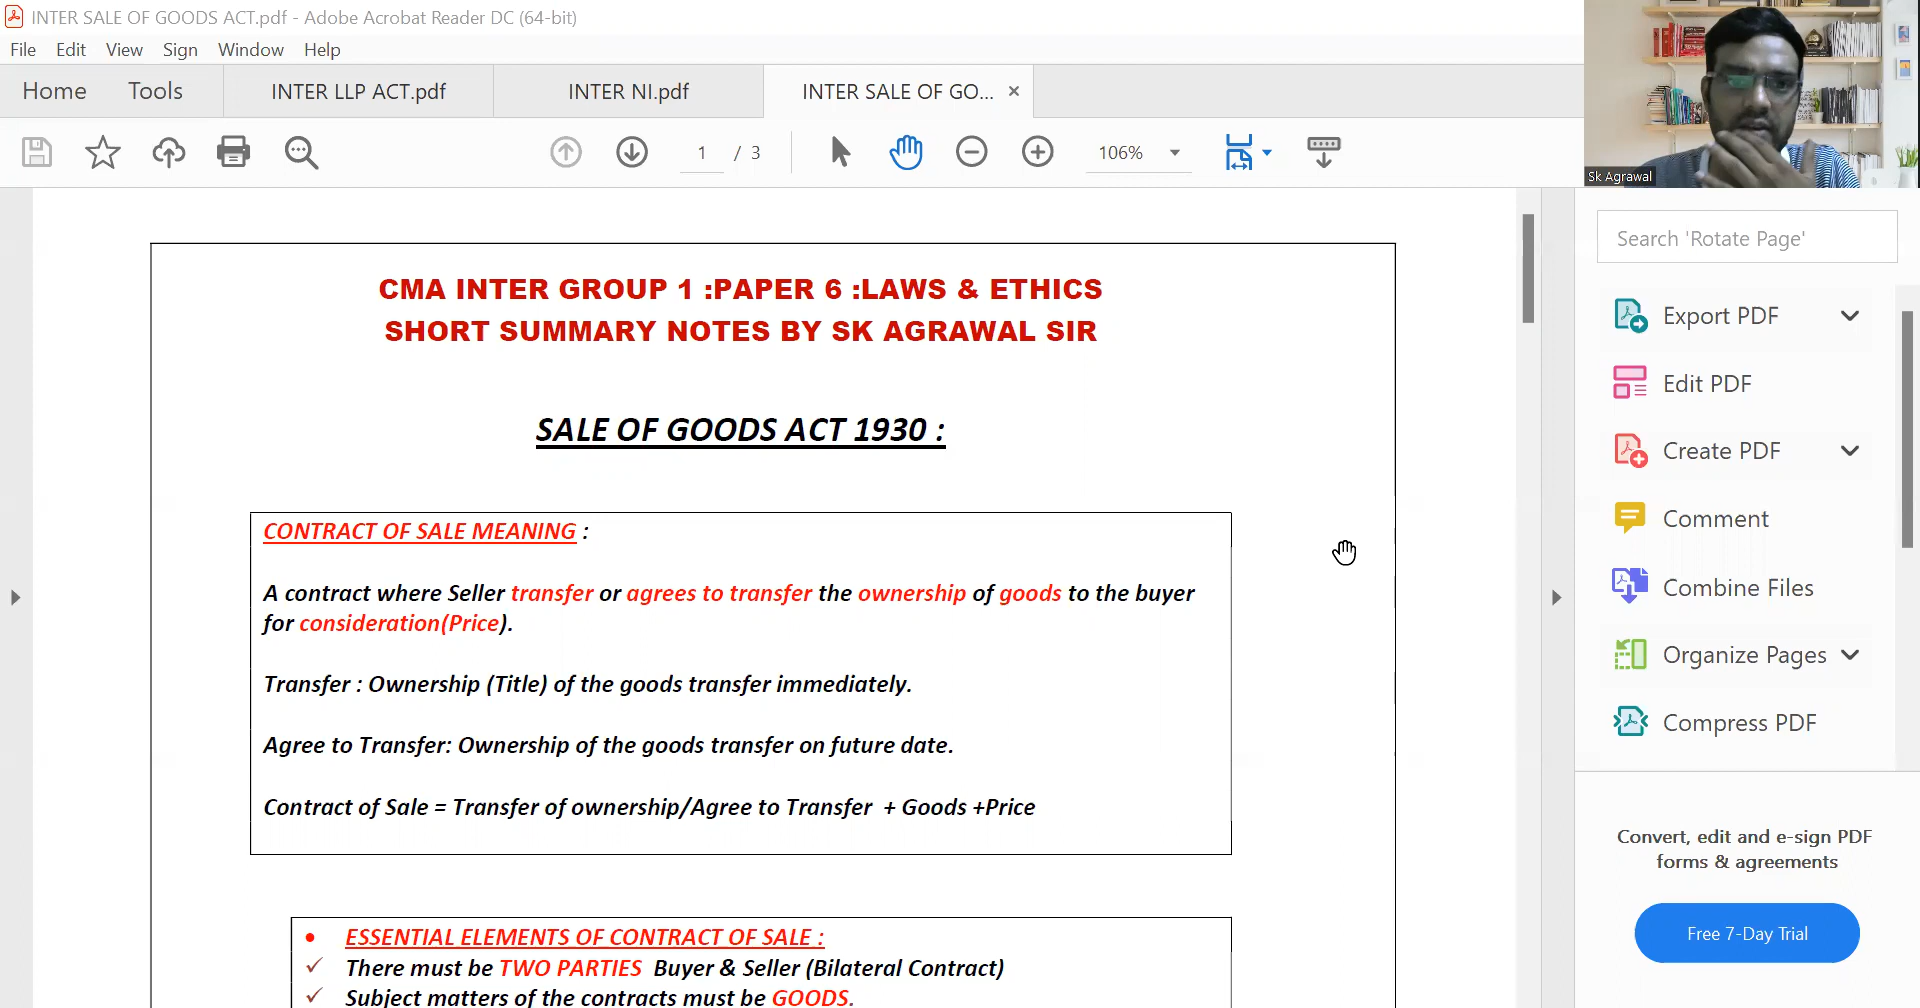 INTER SALE OF GOODS ACT.pdf - Adobe Acrobat Reader DC (64-bit)
File Edit View Sign Window Help
Home Tools INTER LLP ACT.pdf INTER NI.pdf INTER SALE OF GO... ×
1 / 3 106%
Sk Agrawal
Search 'Rotate Page'
Export PDF
Edit PDF
Create PDF
Comment
Combine Files
Organize Pages
Compress PDF
Convert, edit and e-sign PDF
forms & agreements
Free 7-Day Trial
CMA INTER GROUP 1 :PAPER 6 :LAWS & ETHICS
SHORT SUMMARY NOTES BY SK AGRAWAL SIR
SALE OF GOODS ACT 1930 :
CONTRACT OF SALE MEANING :
A contract where Seller transfer or agrees to transfer the ownership of goods to the buyer
for consideration(Price).
Transfer : Ownership (Title) of the goods transfer immediately.
Agree to Transfer: Ownership of the goods transfer on future date.
Contract of Sale = Transfer of ownership/Agree to Transfer + Goods +Price
• ESSENTIAL ELEMENTS OF CONTRACT OF SALE :
✓ There must be TWO PARTIES Buyer & Seller (Bilateral Contract)
✓ Subject matters of the contracts must be GOODS.